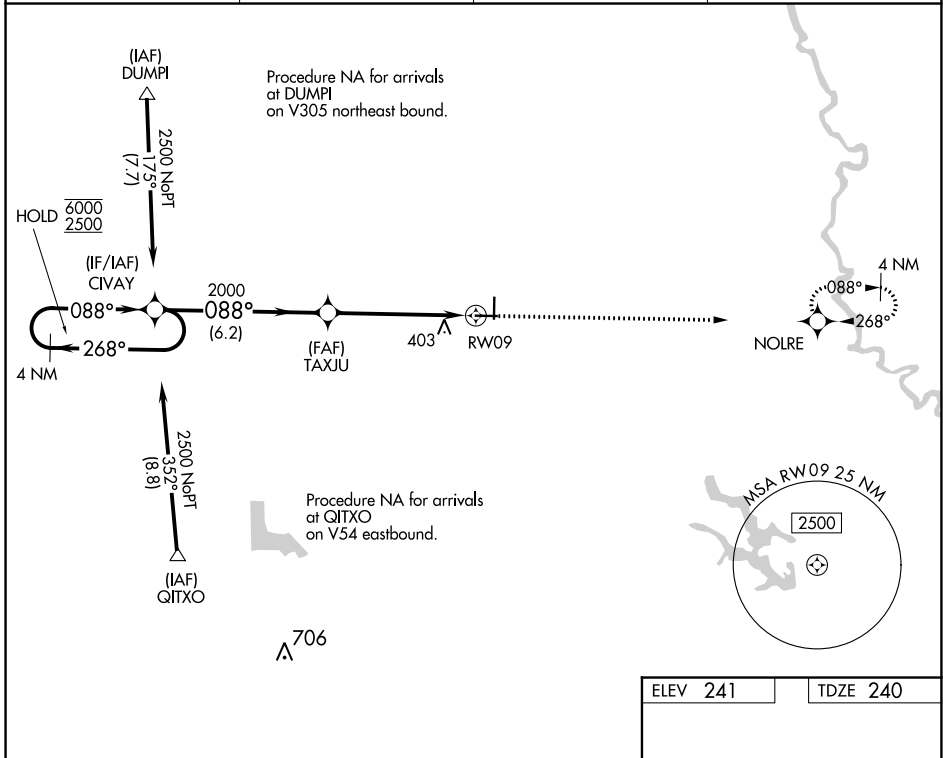 (IAF)
DUMPI
Procedure NA for arrivals
at DUMPI
on V305 northeast bound.
2500 NoPT
175°
(7.7)
HOLD 6000
2500
(IF/IAF)
CIVAY
088°
2000
088°
(6.2)
268°
4 NM
(FAF)
TAXJU
403
RW09
4 NM
088°
268°
NOLRE
2500 NoPT
352°
(8.8)
Procedure NA for arrivals
at QITXO
on V54 eastbound.
(IAF)
QITXO
706
MSA RW09 25 NM
2500
ELEV 241
TDZE 240